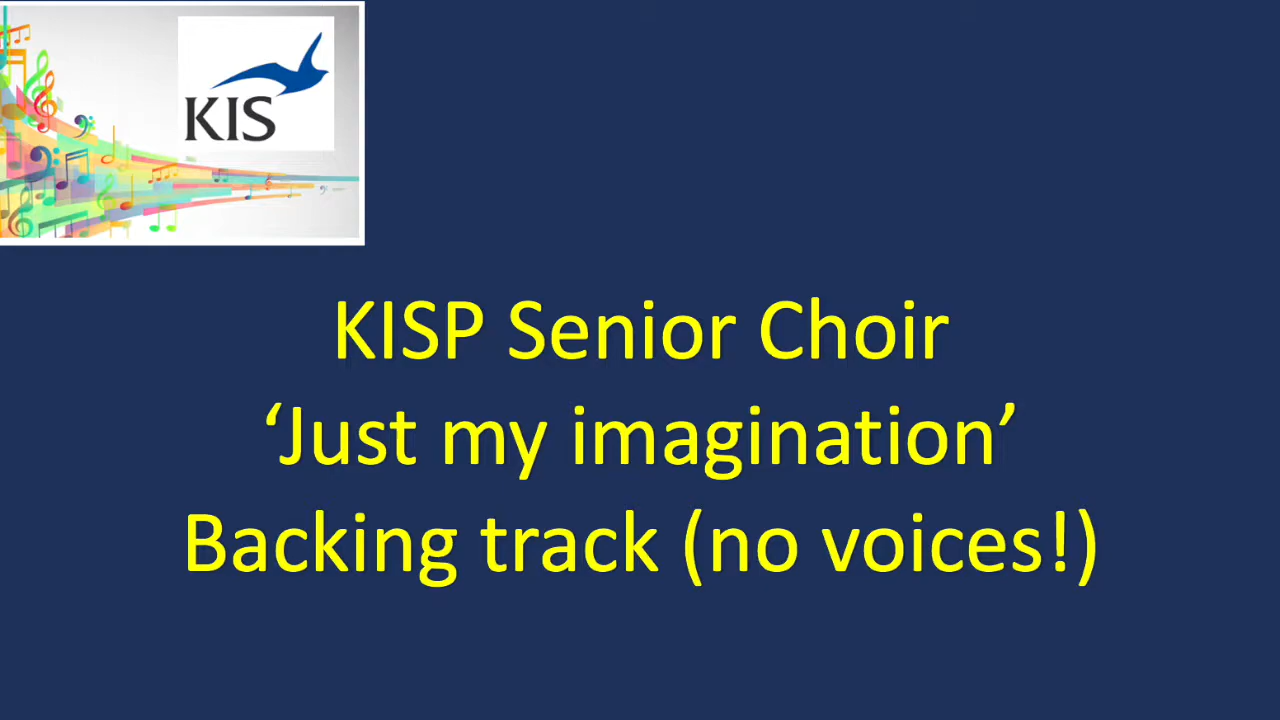 KIS
KISP Senior Choir
‘Just my imagination’
Backing track (no voices!)